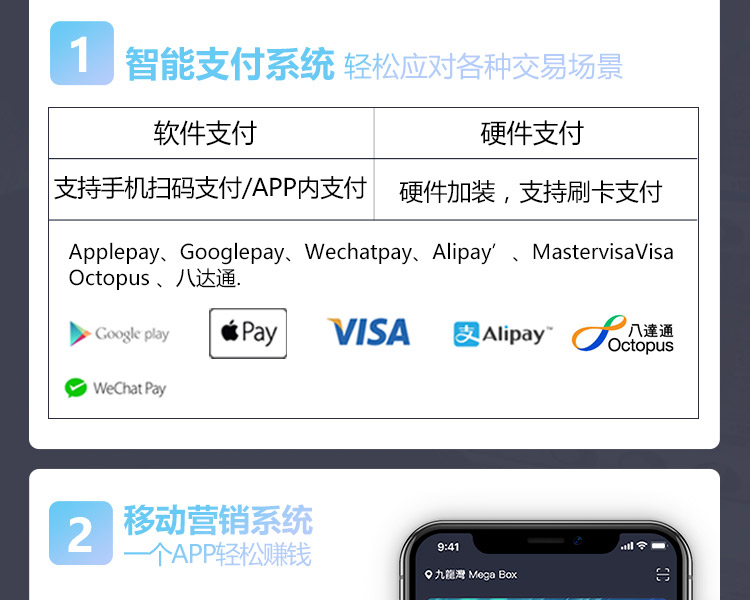 1
智能支付系统 轻松应对各种交易场景
软件支付 硬件支付
支持手机扫码支付/APP内支付 硬件加装，支持刷卡支付
Applepay、Googlepay、Wechatpay、Alipay′、MastervisaVisa
Octopus 、八达通.
Google play Pay VISA 支 Alipay™ 八達通
Octopus
WeChat Pay
2
移动营销系统
一个APP轻松赚钱
9:41
九龍灣 Mega Box